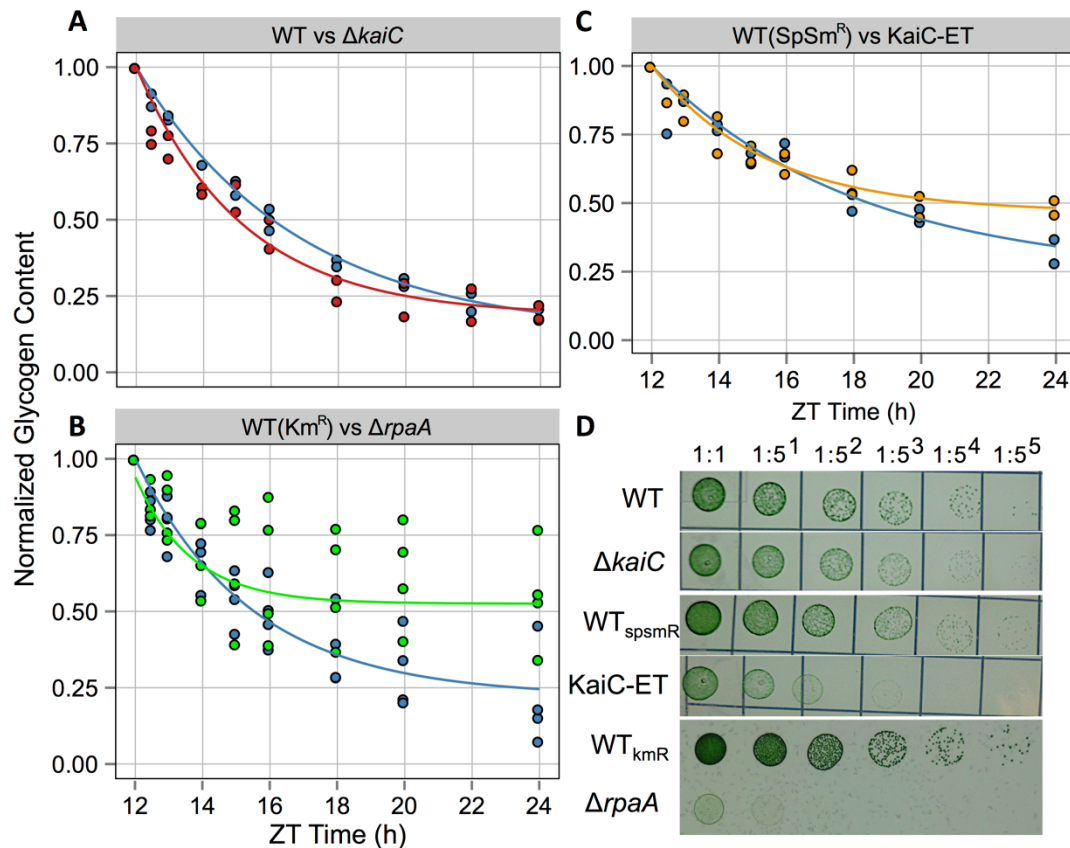 A
WT vs ΔkaiC
1.00
0.75
0.50
0.25
0.00
B
WT(Kmᴿ) vs ΔrpaA
1.00
0.75
0.50
0.25
0.00
12 14 16 18 20 22 24
ZT Time (h)
Normalized Glycogen Content
C
WT(SpSmᴿ) vs KaiC-ET
1.00
0.75
0.50
0.25
0.00
12 14 16 18 20 22 24
ZT Time (h)
D
1:1 1:5¹ 1:5² 1:5³ 1:5⁴ 1:5⁵
WT
ΔkaiC
WTspsmR
KaiC-ET
WTkmR
ΔrpaA